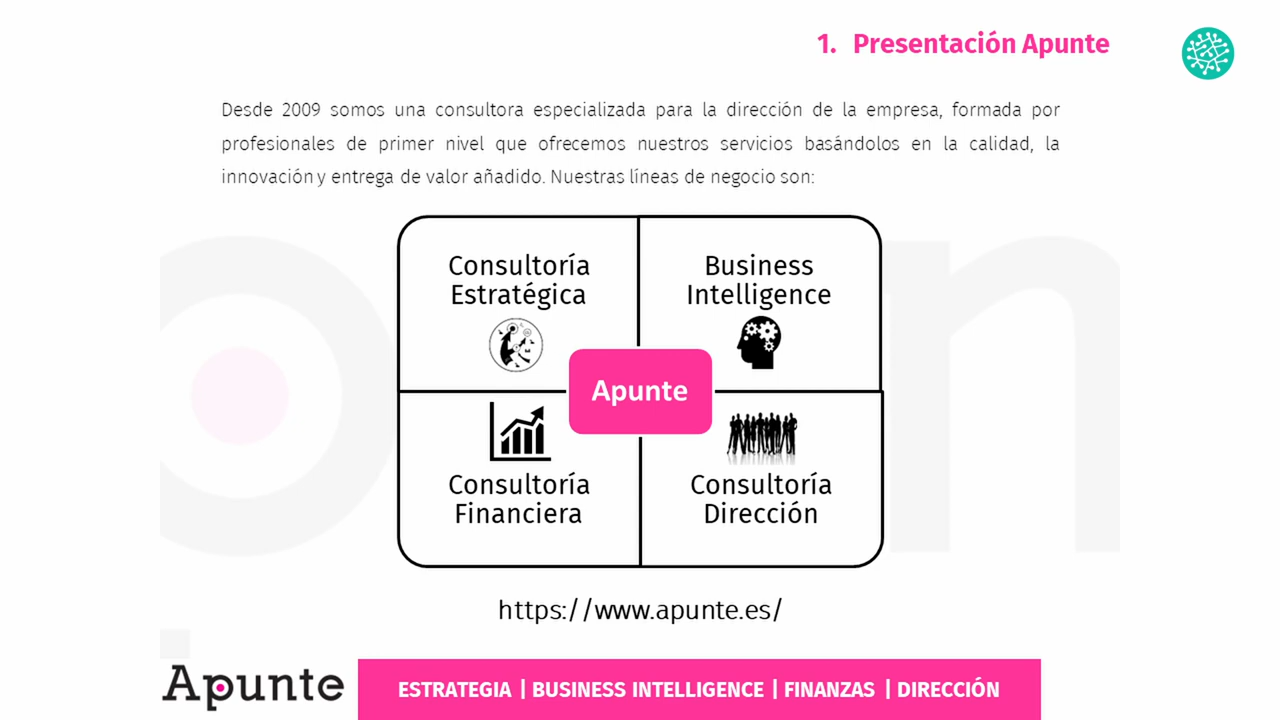 1. Presentación Apunte
Desde 2009 somos una consultora especializada para la dirección de la empresa, formada por
profesionales de primer nivel que ofrecemos nuestros servicios basándolos en la calidad, la
innovación y entrega de valor añadido. Nuestras líneas de negocio son:
Consultoría
Estratégica
Business
Intelligence
Apunte
Consultoría
Financiera
Consultoría
Dirección
https://www.apunte.es/
Apunte
ESTRATEGIA | BUSINESS INTELLIGENCE | FINANZAS | DIRECCIÓN